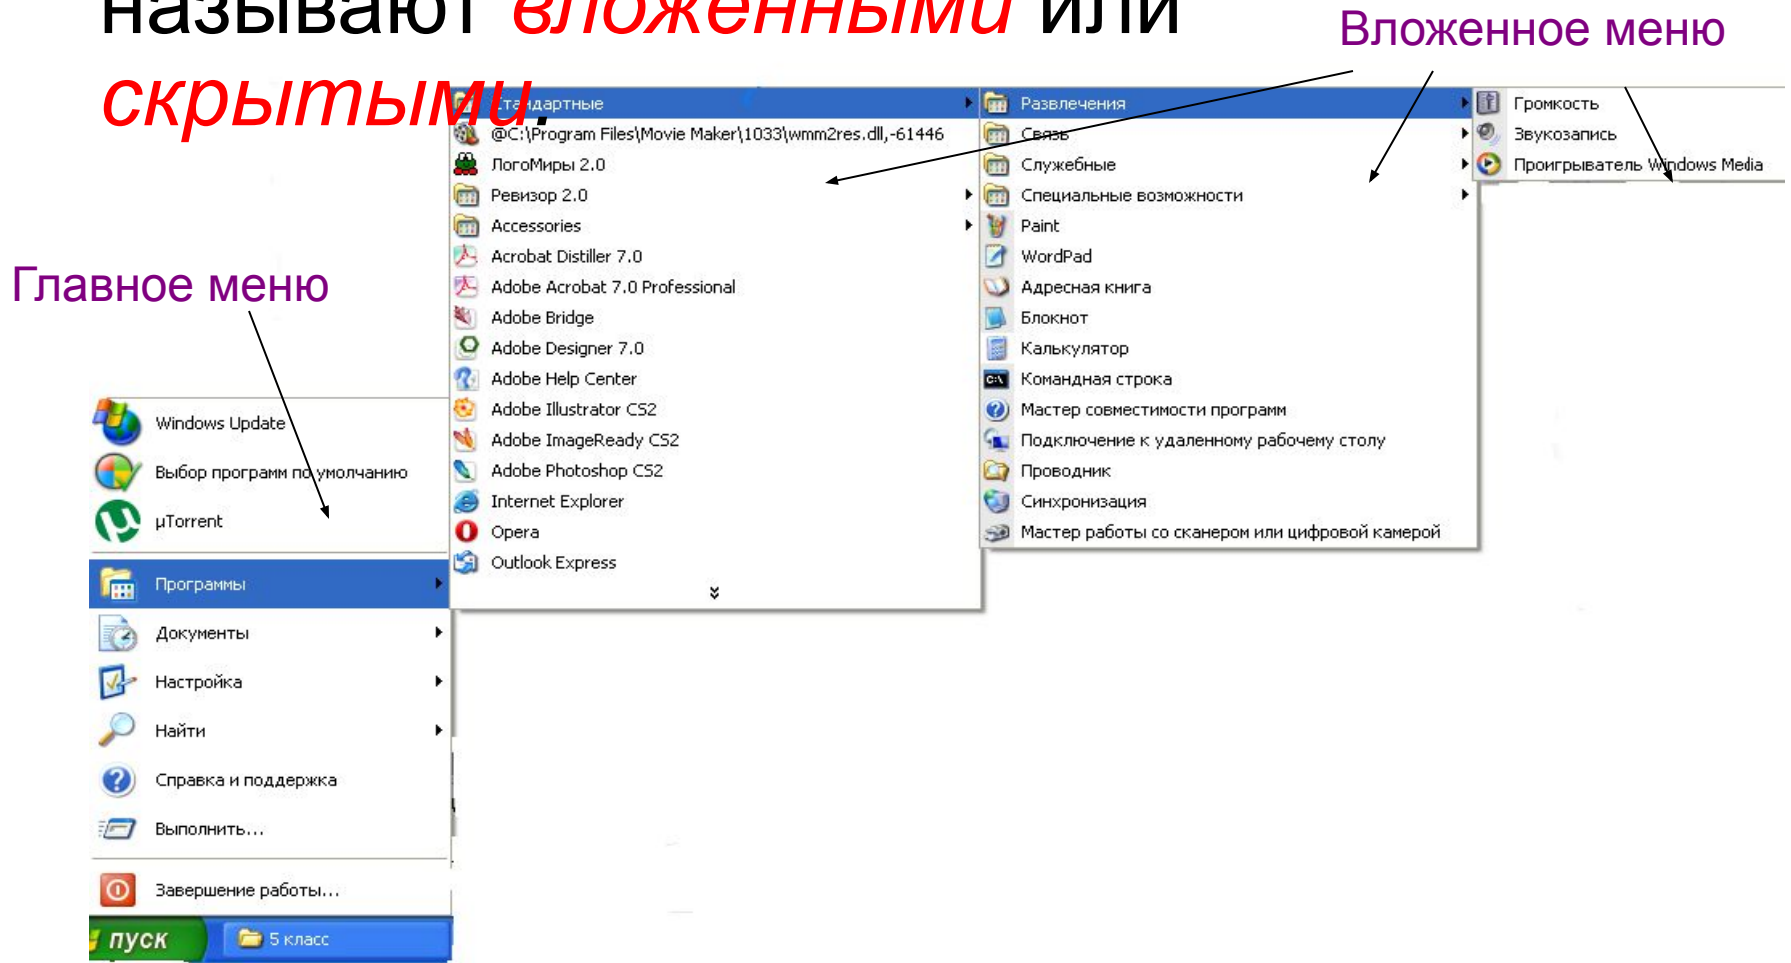 называют вложенными или
скрытыми.
Вложенное меню
Главное меню
Стандартные
@C:\Program Files\Movie Maker\1033\wmm2res.dll,-61446
ЛогоМиры 2.0
Ревизор 2.0
Accessories
Acrobat Distiller 7.0
Adobe Acrobat 7.0 Professional
Adobe Bridge
Adobe Designer 7.0
Adobe Help Center
Adobe Illustrator CS2
Adobe ImageReady CS2
Adobe Photoshop CS2
Internet Explorer
Opera
Outlook Express
Развлечения
Связь
Служебные
Специальные возможности
Paint
WordPad
Адресная книга
Блокнот
Калькулятор
Командная строка
Мастер совместимости программ
Подключение к удаленному рабочему столу
Проводник
Синхронизация
Мастер работы со сканером или цифровой камерой
Громкость
Звукозапись
Проигрыватель Windows Media
Windows Update
Выбор программ по умолчанию
µTorrent
Программы
Документы
Настройка
Найти
Справка и поддержка
Выполнить...
Завершение работы...
пуск
5 класс